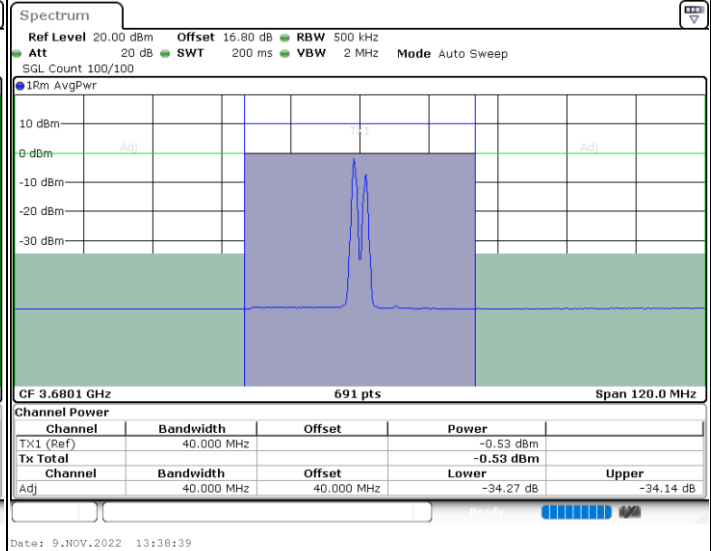 Spectrum
Ref Level 20.00 dBm Offset 16.80 dB RBW 500 kHz
Att 20 dB SWT 200 ms VBW 2 MHz Mode Auto Sweep
SGL Count 100/100
1Rm AvgPwr
10 dBm
TX1
Adj Adj
0 dBm
-10 dBm
-20 dBm
-30 dBm
CF 3.6801 GHz 691 pts Span 120.0 MHz
Channel Power
Channel Bandwidth Offset Power
TX1 (Ref) 40.000 MHz -0.53 dBm
Tx Total -0.53 dBm
Channel Bandwidth Offset Lower Upper
Adj 40.000 MHz 40.000 MHz -34.27 dB -34.14 dB
Ready
Date: 9.NOV.2022 13:38:39